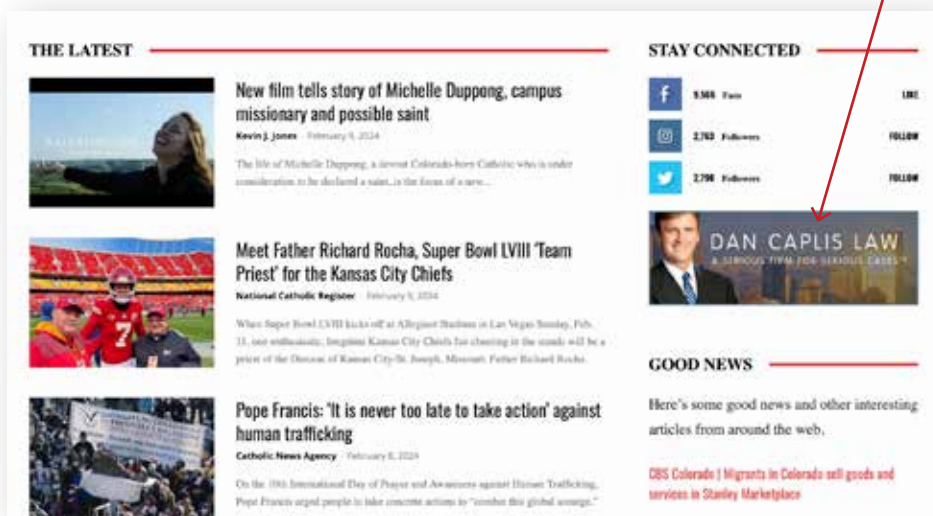 THE LATEST
New film tells story of Michelle Duppong, campus
missionary and possible saint
Kevin J. Jones - February 9, 2024
The life of Michelle Duppong, a devout Colorado-born Catholic who is under
consideration to be declared a saint, is the focus of a new...
Meet Father Richard Rocha, Super Bowl LVIII ‘Team
Priest’ for the Kansas City Chiefs
National Catholic Register - February 9, 2024
When Super Bowl LVIII kicks off at Allegiant Stadium in Las Vegas Sunday, Feb.
11, one enthusiastic, longtime Kansas City Chiefs fan cheering in the stands will be a
priest of the Diocese of Kansas City-St. Joseph, Missouri: Father Richard Rocha.
7
Pope Francis: ‘It is never too late to take action’ against
human trafficking
Catholic News Agency - February 8, 2024
On the 10th International Day of Prayer and Awareness against Human Trafficking,
Pope Francis urged people to take concrete actions to “combat this global scourge.”
STAY CONNECTED
Fans LIKE
2,763 Followers FOLLOW
2,798 Followers FOLLOW
DAN CAPLIS LAW
A SERIOUS FIRM FOR SERIOUS CASES™
GOOD NEWS
Here’s some good news and other interesting
articles from around the web.
CBS Colorado | Migrants in Colorado sell goods and
services in Stanley Marketplace